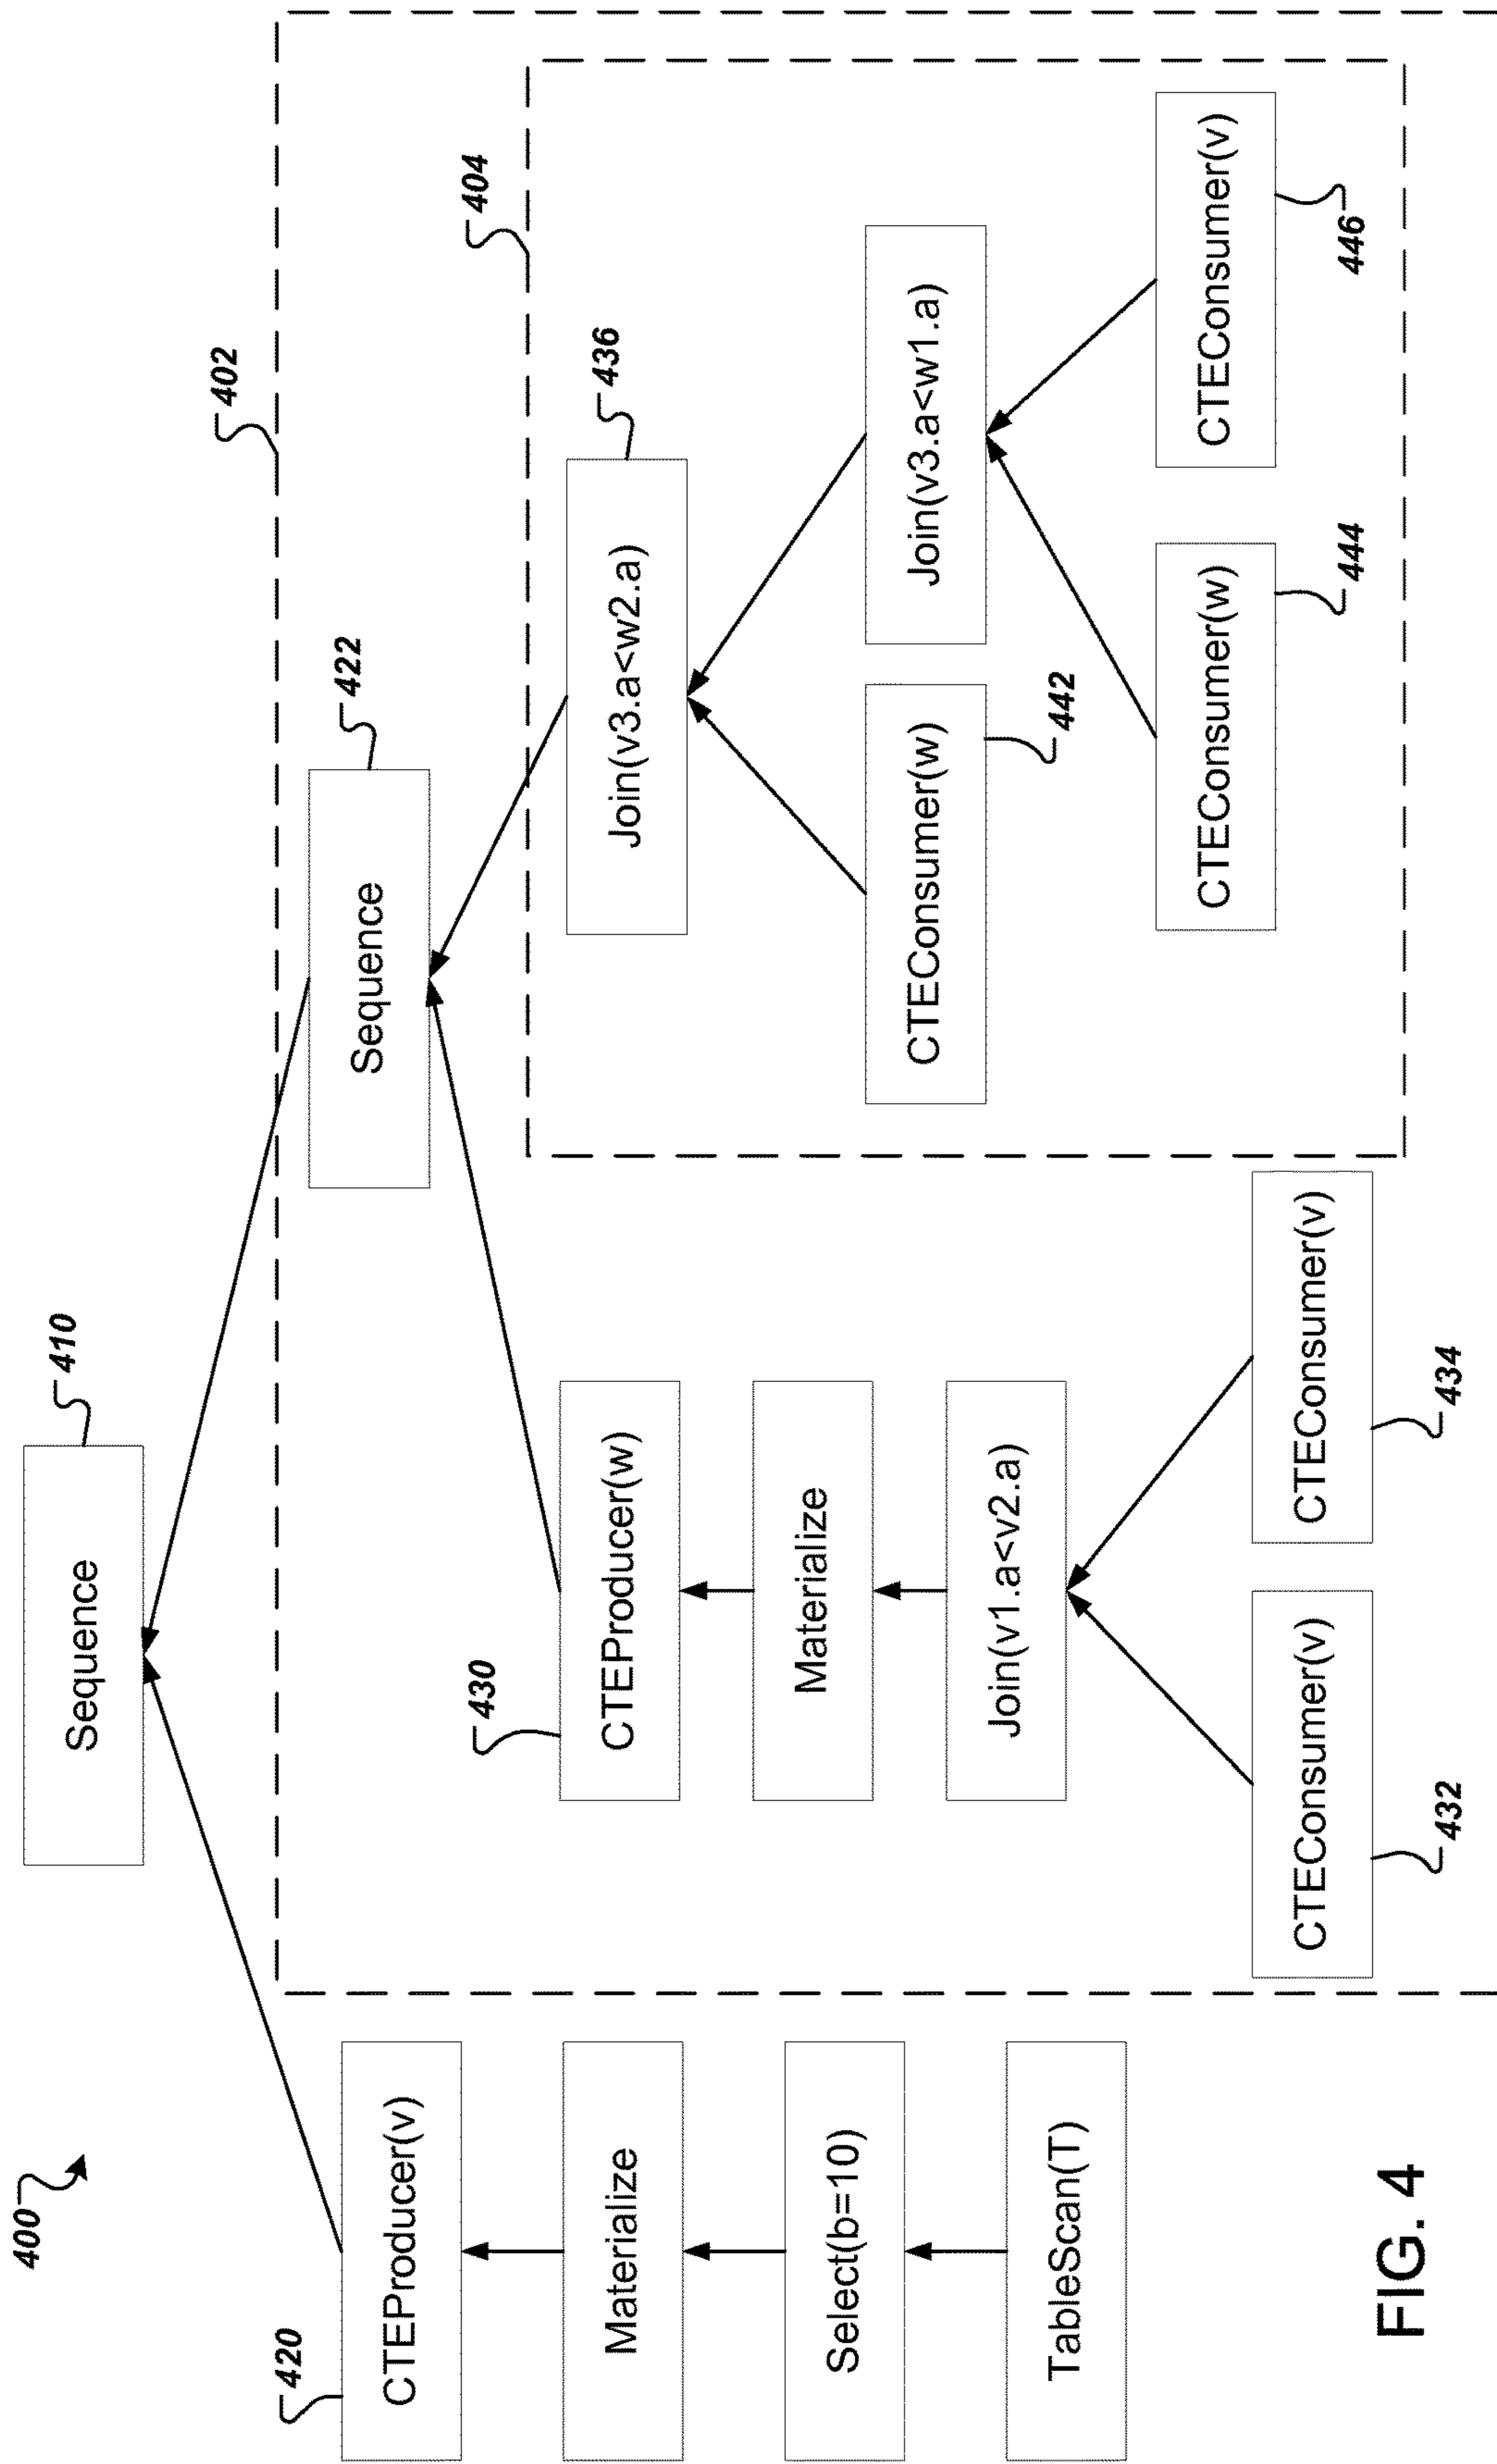 400
Sequence
410
402
420
CTEProducer(v)
Sequence
422
Materialize
430
CTEProducer(w)
404
Join(v3.a<w2.a)
436
Select(b=10)
Materialize
CTEConsumer(w)
442
Join(v3.a<w1.a)
TableScan(T)
Join(v1.a<v2.a)
CTEConsumer(w)
444
CTEConsumer(v)
446
CTEConsumer(v)
432
CTEConsumer(v)
434
FIG. 4